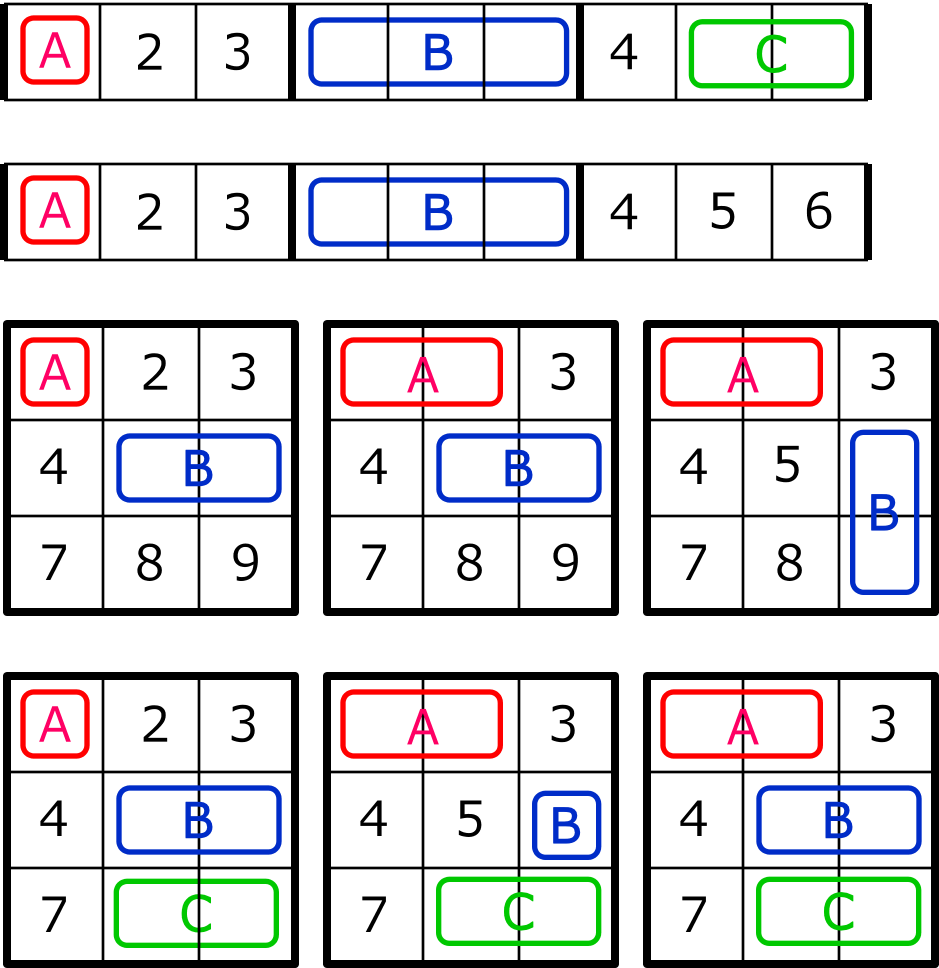 A 2 3 B 4 C
A 2 3 B 4 5 6
A 2 3 A 3 A 3
4 B 4 B 4 5 B
7 8 9 7 8 9 7 8
A 2 3 A 3 A 3
4 B 4 5 B 4 B
7 C 7 C 7 C